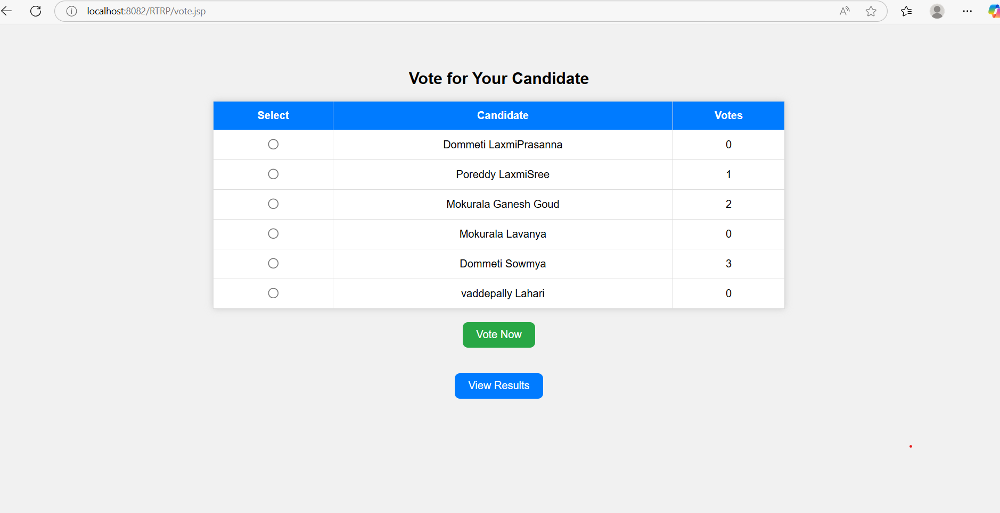 localhost:8082/RTRP/vote.jsp
Vote for Your Candidate
Select Candidate Votes
Dommeti LaxmiPrasanna 0
Poreddy LaxmiSree 1
Mokurala Ganesh Goud 2
Mokurala Lavanya 0
Dommeti Sowmya 3
vaddepally Lahari 0
Vote Now
View Results